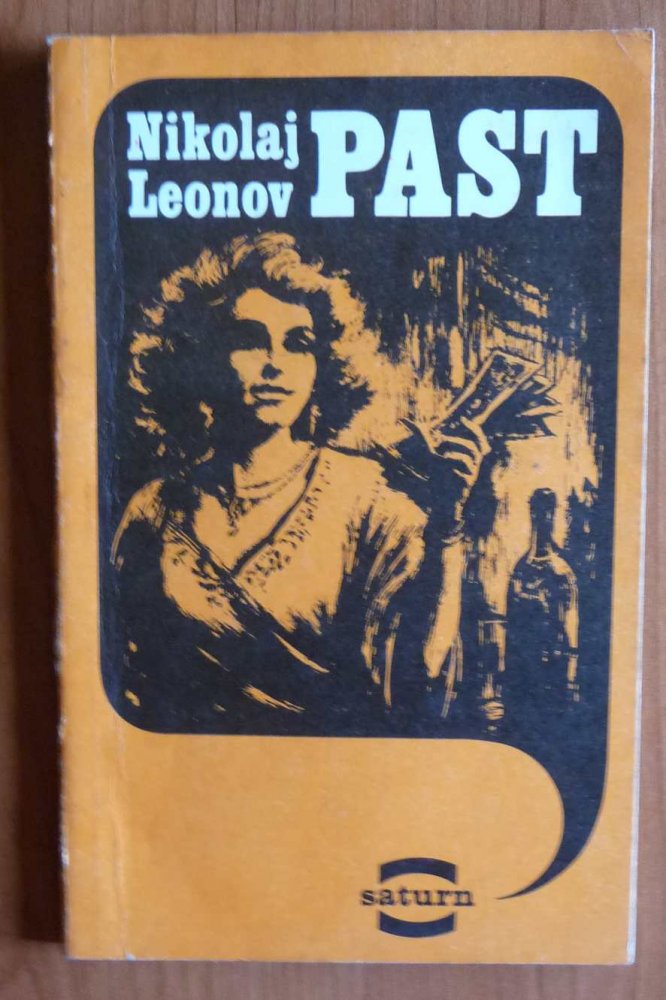 Nikolaj
Leonov
PAST
saturn